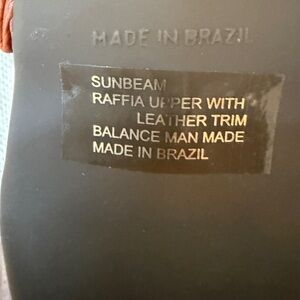 MADE IN BRAZIL
SUNBEAM
RAFFIA UPPER WITH
LEATHER TRIM
BALANCE MAN MADE
MADE IN BRAZIL